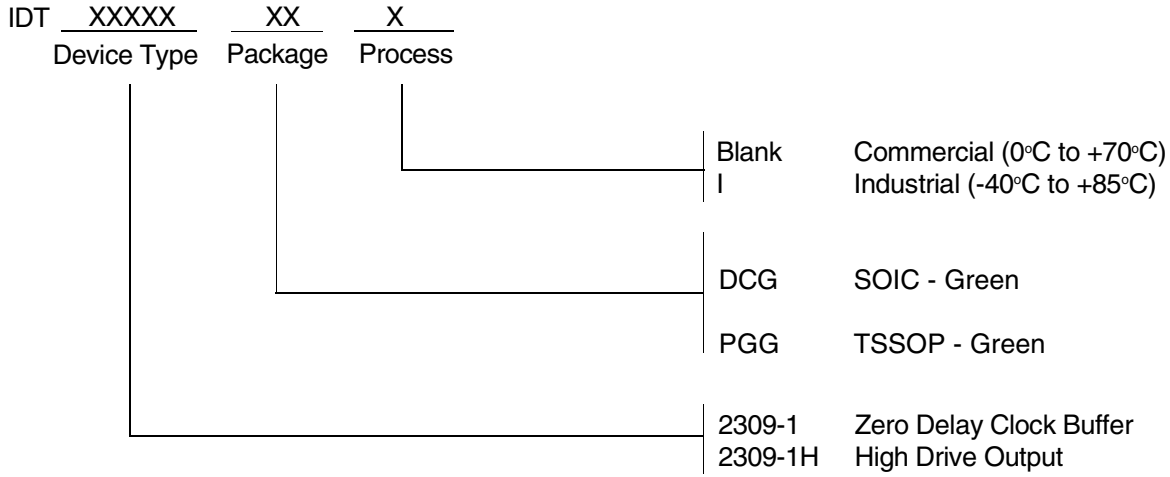 IDT XXXXX XX X
Device Type Package Process
Blank Commercial (0°C to +70°C)
I Industrial (-40°C to +85°C)
DCG SOIC - Green
PGG TSSOP - Green
2309-1 Zero Delay Clock Buffer
2309-1H High Drive Output